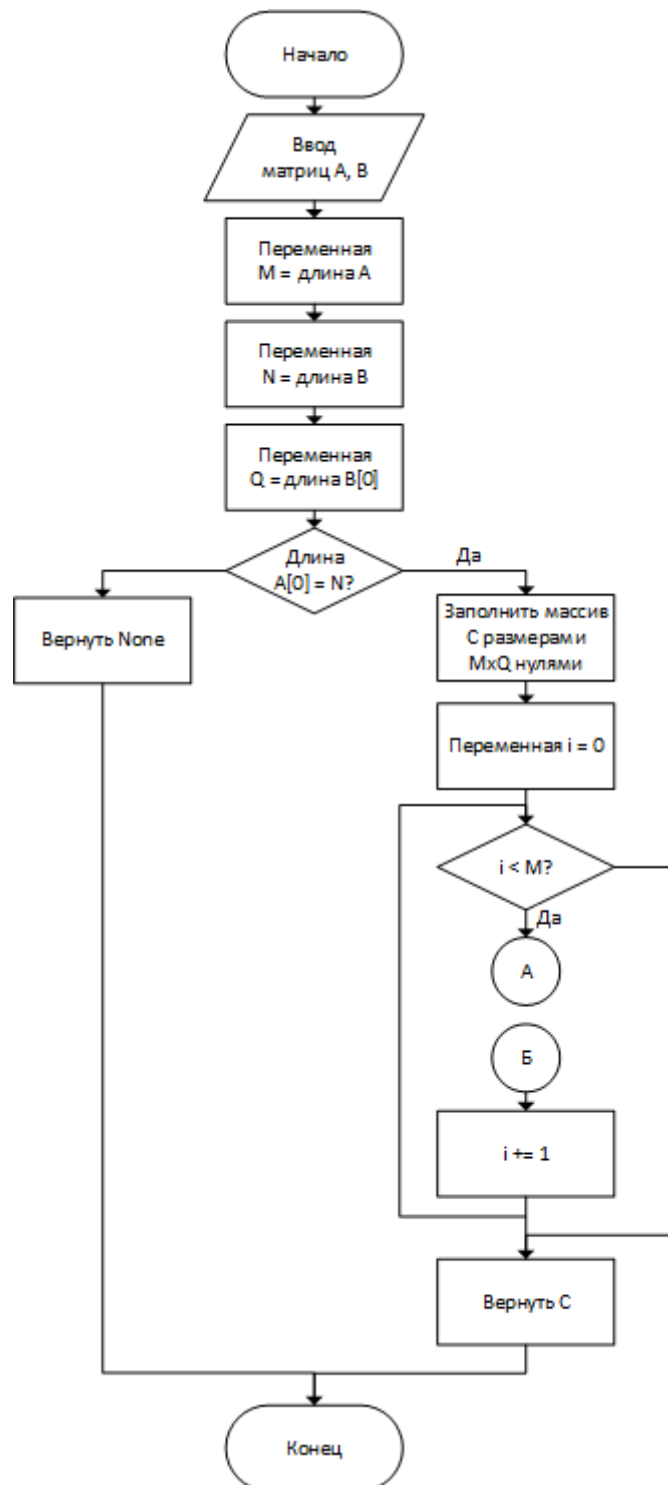 Начало
Ввод
матриц A, B
Переменная
M = длина A
Переменная
N = длина B
Переменная
Q = длина B[0]
Длина
A[0] = N?
Да
Вернуть None
Заполнить массив
C размерами
MxQ нулями
Переменная i = 0
i < M?
Да
А
Б
i += 1
Вернуть C
Конец